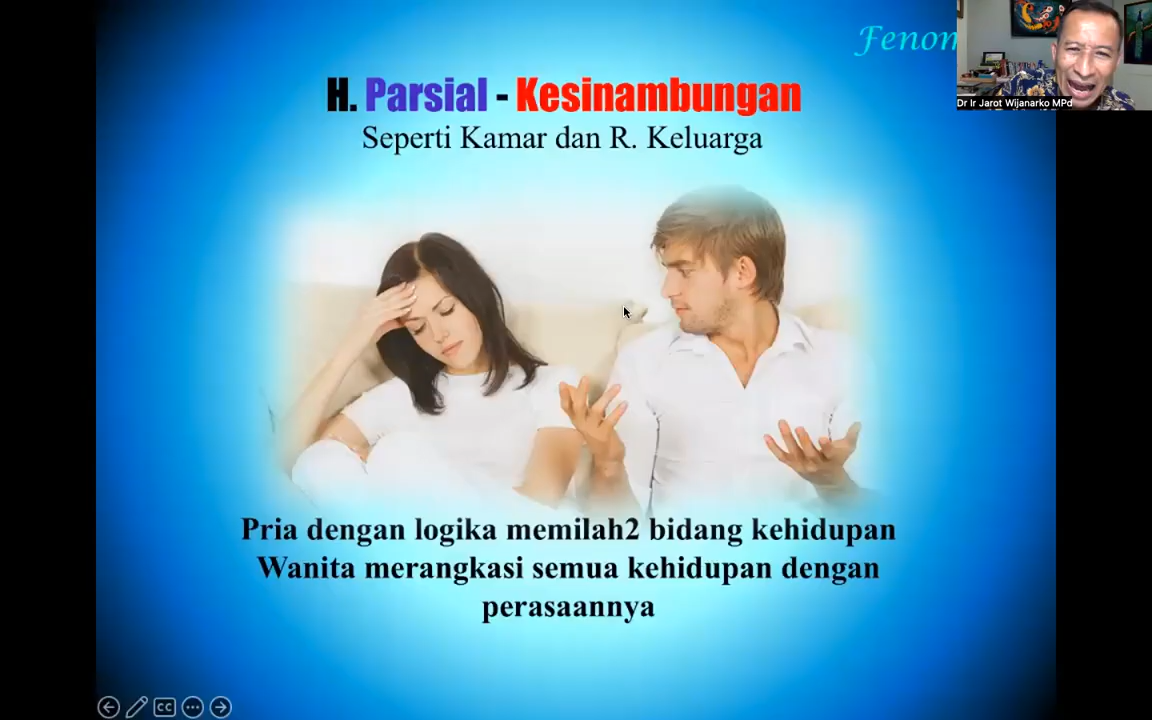 Fenom
Dr Ir Jarot Wijanarko MPd
H. Parsial - Kesinambungan
Seperti Kamar dan R. Keluarga
Pria dengan logika memilah2 bidang kehidupan
Wanita merangkasi semua kehidupan dengan
perasaannya
CC